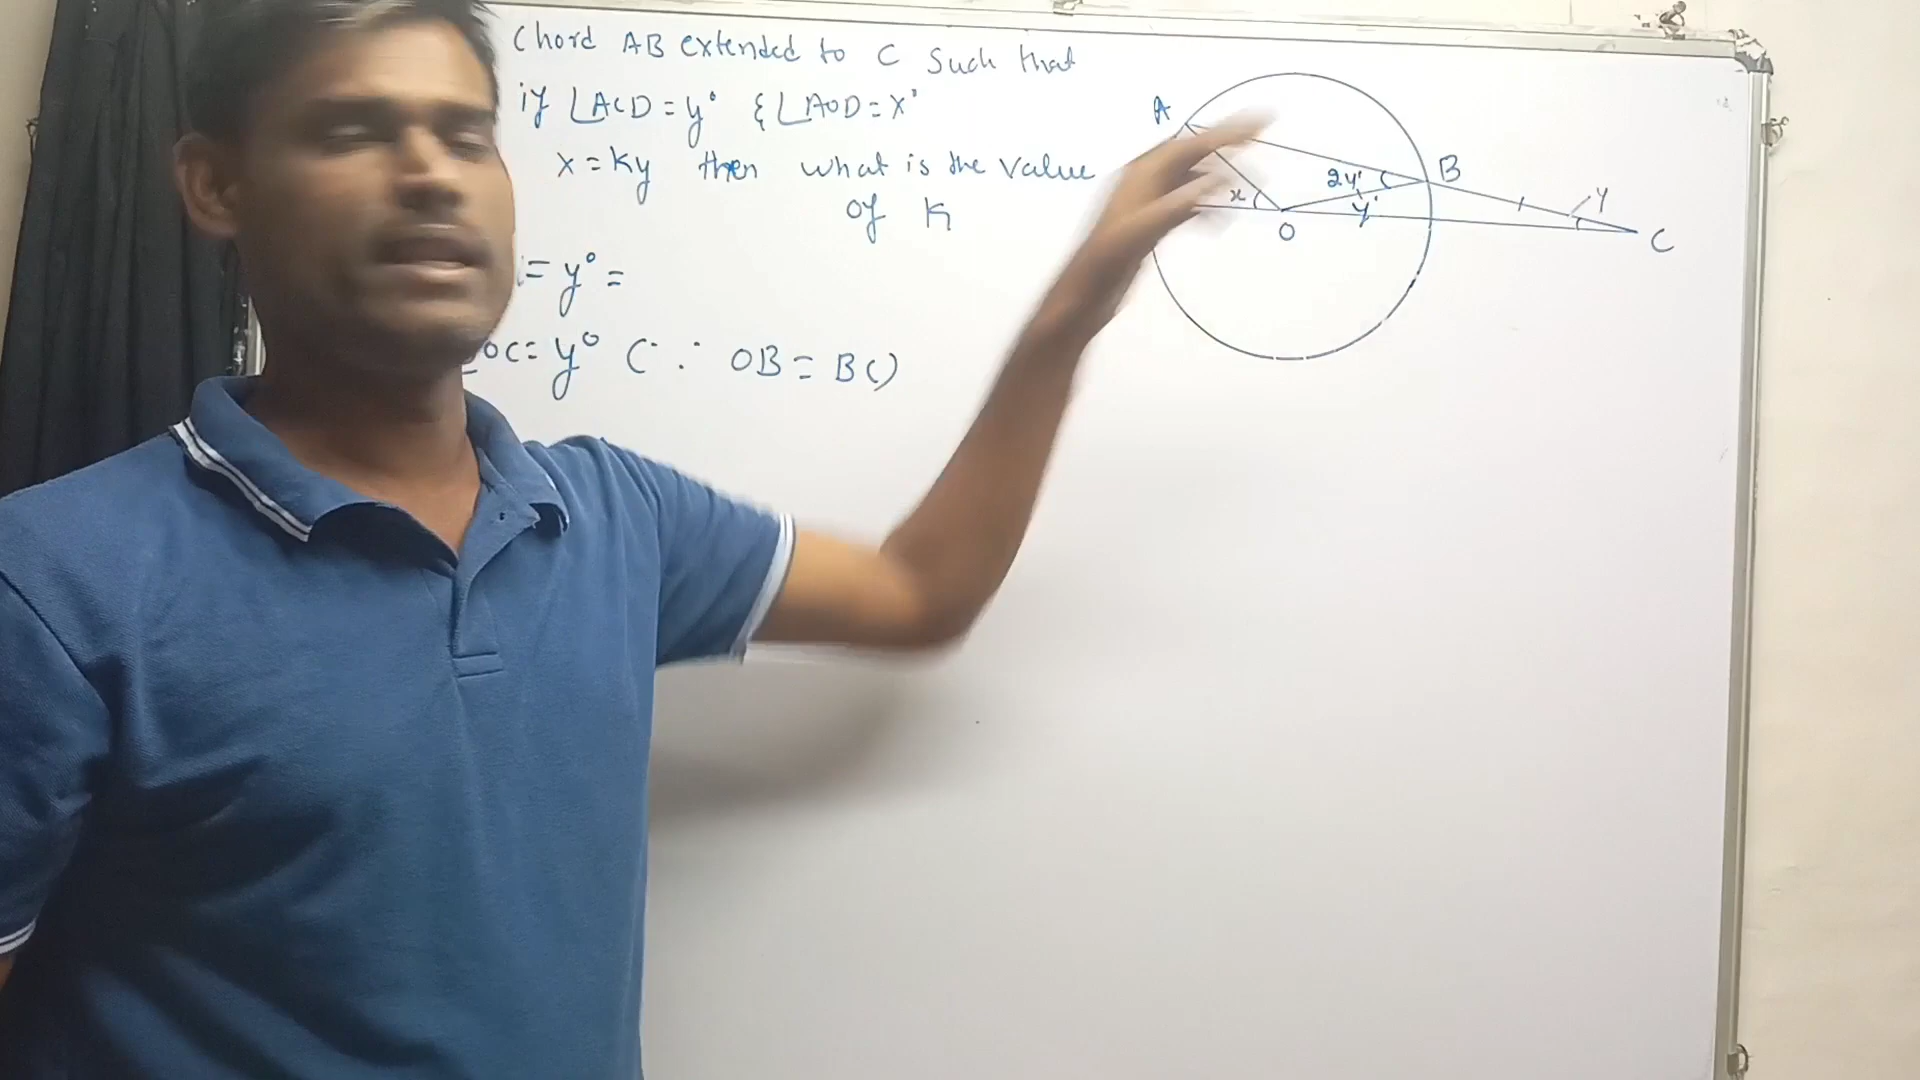 Chord AB extended to C Such that
if ∠ACD = y° & ∠AOD = x°
x = Ky then what is the value
of K
= y° =
OC = y° (∵ OB = BC)
A
B
2y°
x
y°
y
O
C